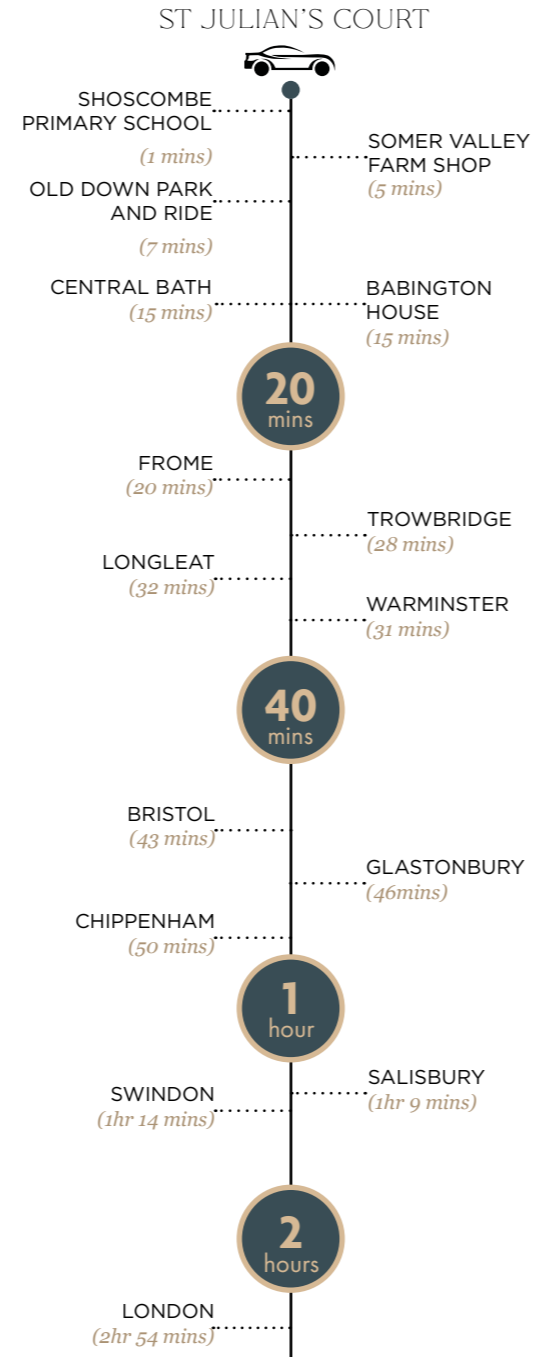 ST JULIAN'S COURT
SHOSCOMBE
PRIMARY SCHOOL
(1 mins)
SOMER VALLEY
FARM SHOP
(5 mins)
OLD DOWN PARK
AND RIDE
(7 mins)
CENTRAL BATH
(15 mins)
BABINGTON
HOUSE
(15 mins)
20
mins
FROME
(20 mins)
TROWBRIDGE
(28 mins)
LONGLEAT
(32 mins)
WARMINSTER
(31 mins)
40
mins
BRISTOL
(43 mins)
GLASTONBURY
(46mins)
CHIPPENHAM
(50 mins)
1
hour
SALISBURY
(1hr 9 mins)
SWINDON
(1hr 14 mins)
2
hours
LONDON
(2hr 54 mins)